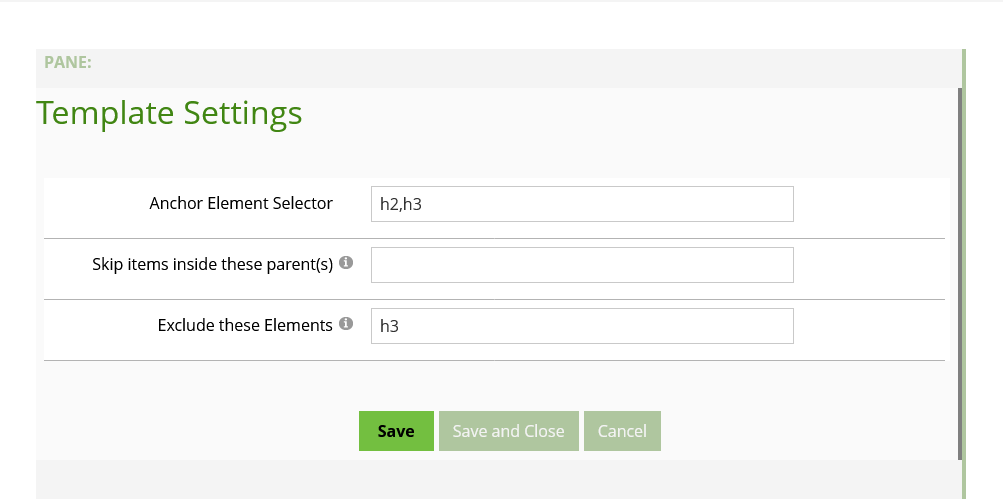 PANE:
Template Settings
Anchor Element Selector h2,h3
Skip items inside these parent(s)
Exclude these Elements h3
Save Save and Close Cancel